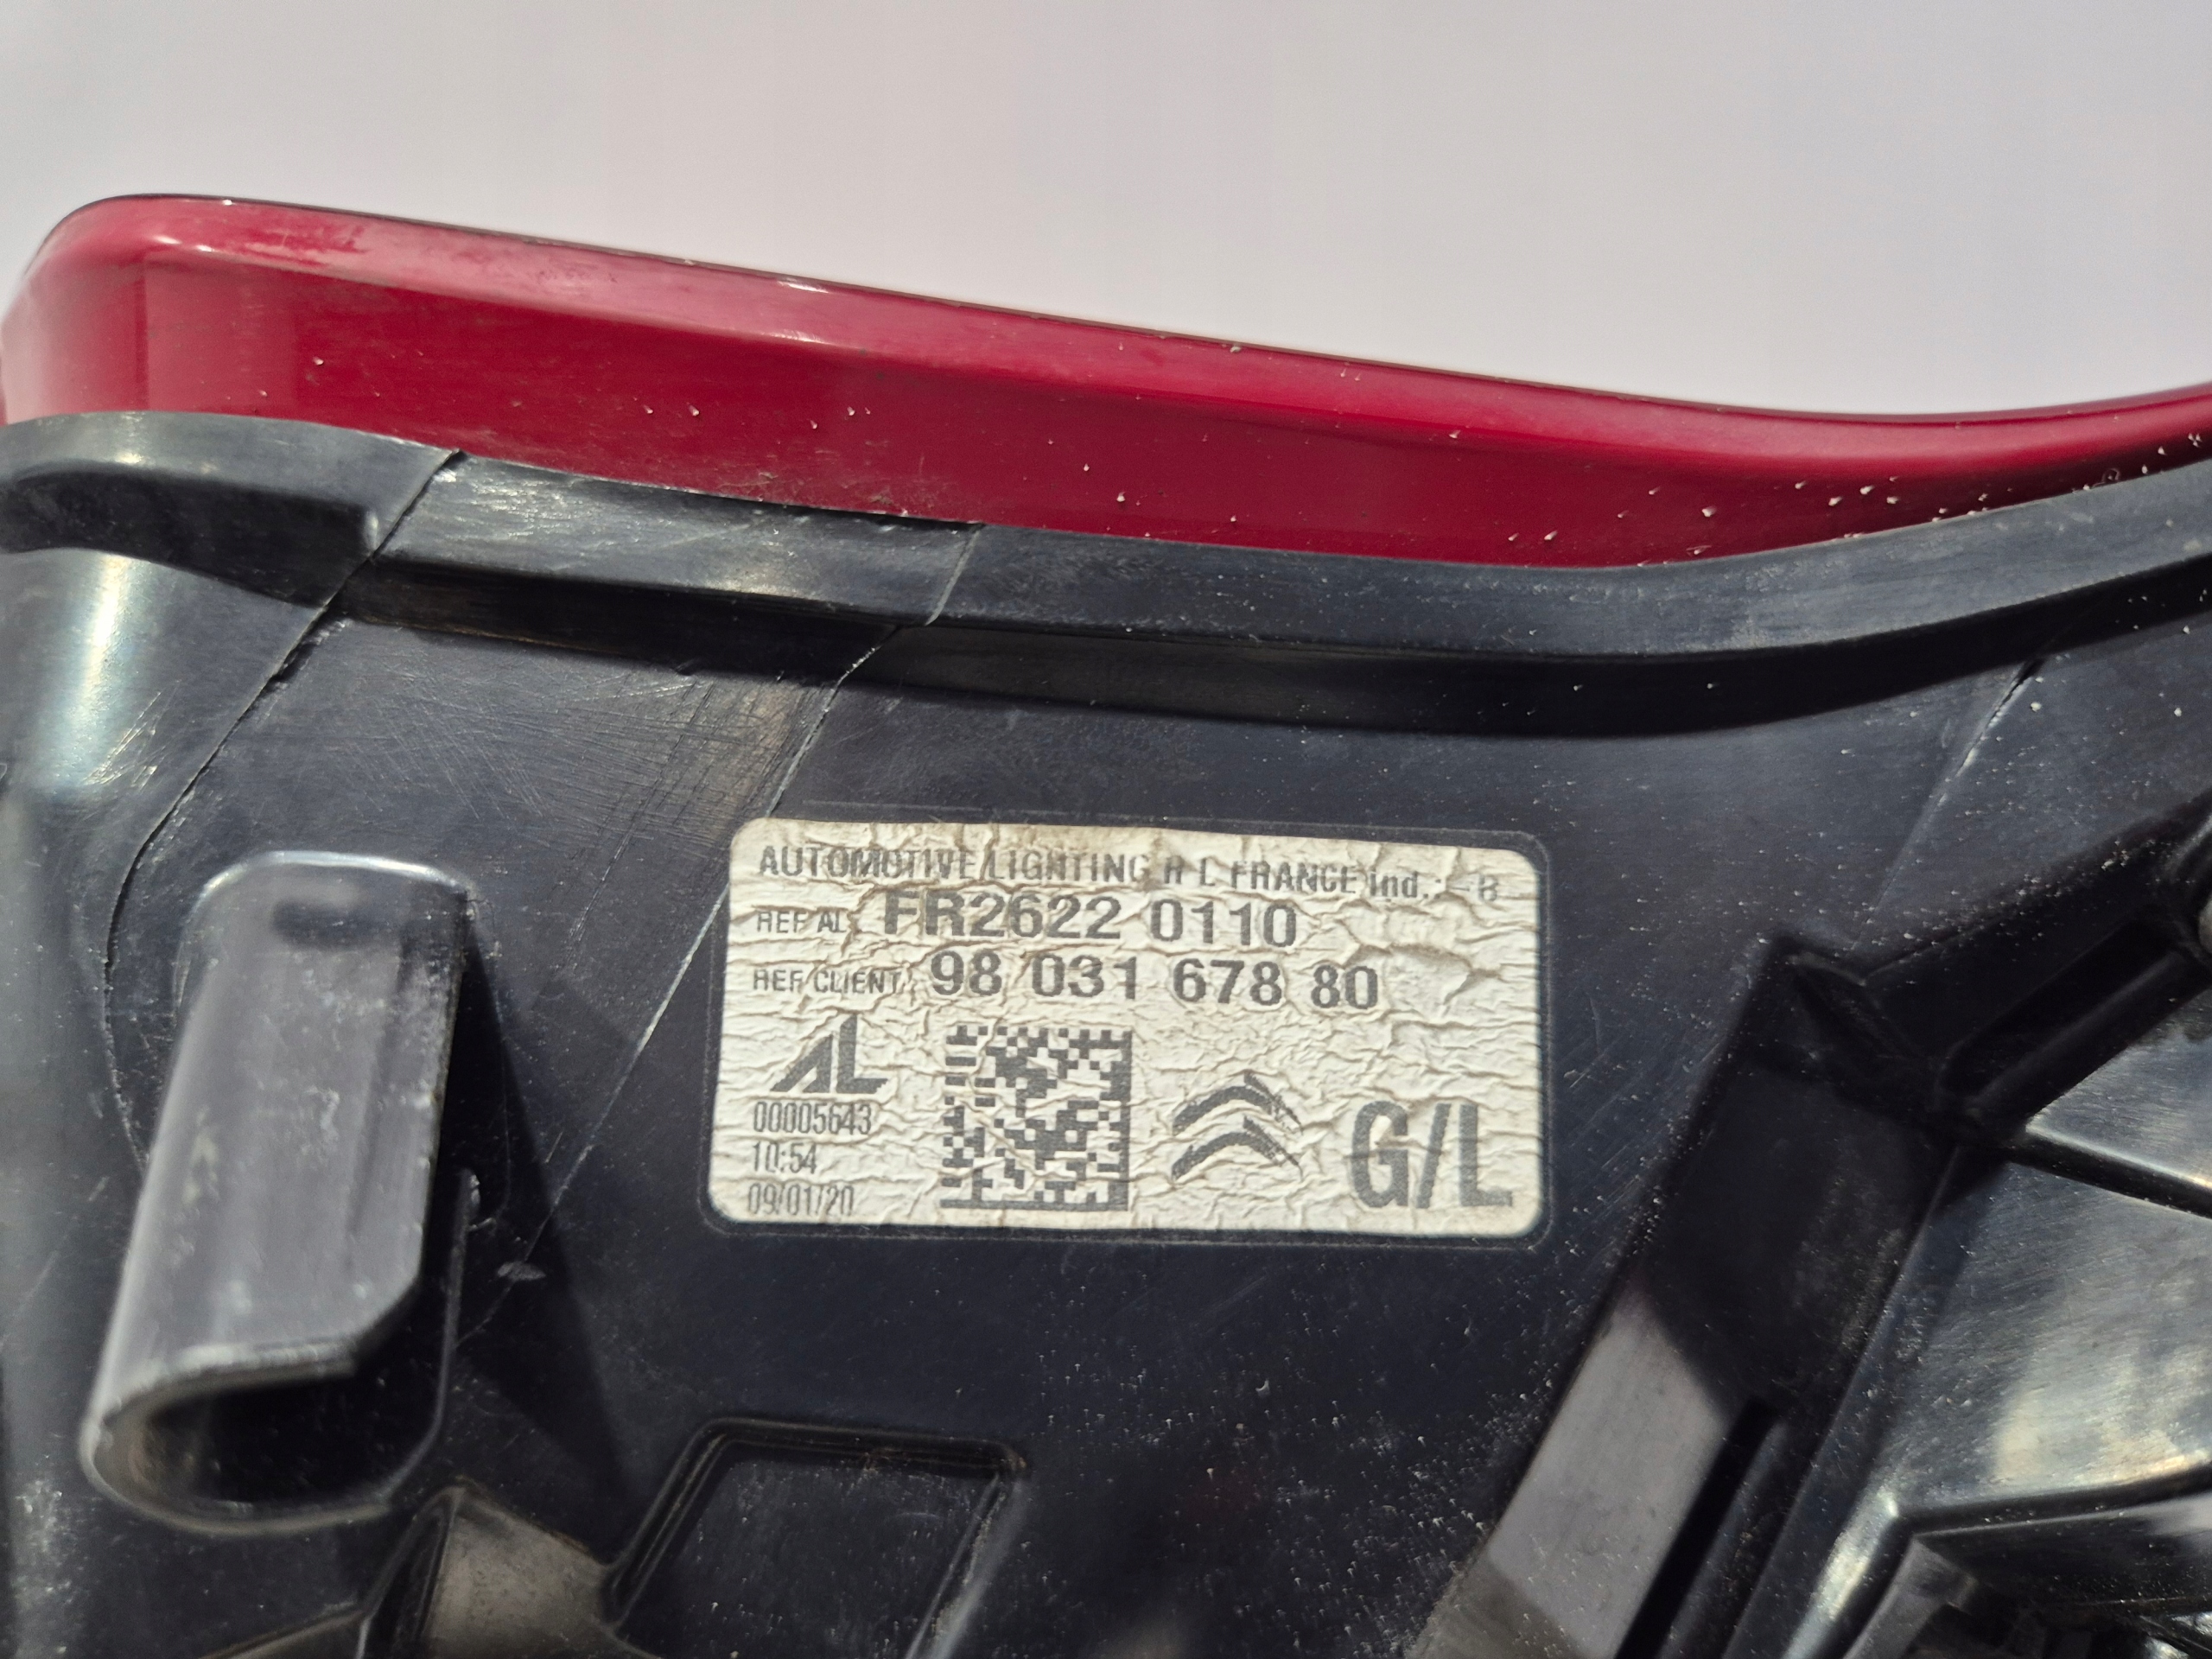 AUTOMOTIVE LIGHTING R L FRANCE ind.: - B
REF AL FR2622 0110
REF CLIENT 98 031 678 80
AL
00005643
10:54
09/01/20
G/L